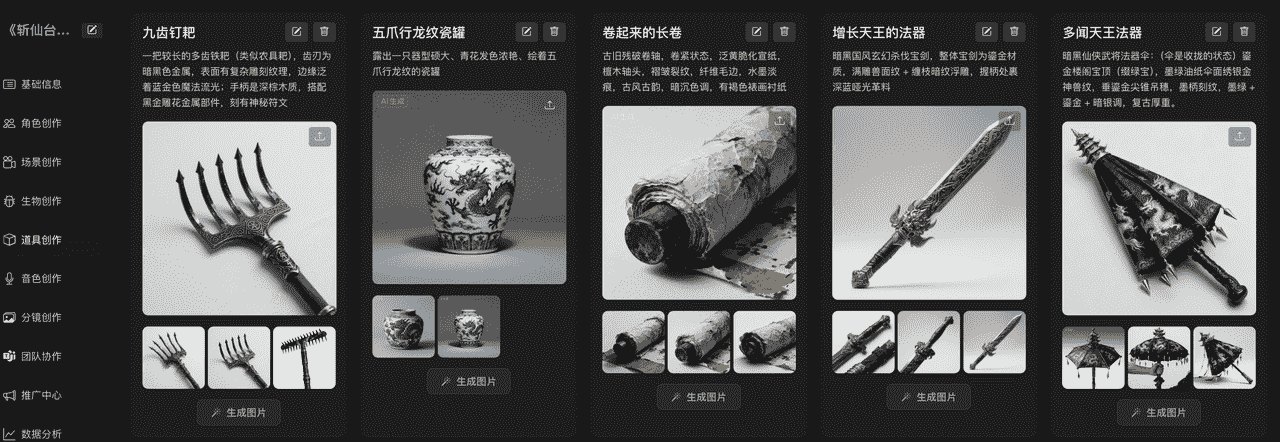 《斩仙台...
基础信息
角色创作
场景创作
生物创作
道具创作
音色创作
分镜创作
团队协作
推广中心
数据分析
九齿钉耙
一把较长的多齿铁耙（类似农具耙），齿刃为
暗黑色金属，表面有复杂雕刻纹理，边缘泛
着蓝金色魔法流光；手柄是深棕木质，搭配
黑金雕花金属部件，刻有神秘符文
生成图片
五爪行龙纹瓷罐
露出一只器型硕大、青花发色浓艳、绘着五
爪行龙纹的瓷罐
AI生成
生成图片
卷起来的长卷
古旧残破卷轴，卷紧状态，泛黄脆化宣纸，
檀木轴头，褶皱裂纹，纤维毛边，水墨淡
痕，古风古韵，暗沉色调，有褐色裱画衬纸
AI生成
生成图片
增长天王的法器
暗黑国风玄幻杀伐宝剑，整体宝剑为鎏金材
质，满雕兽面纹 + 缠枝暗纹浮雕，握柄处裹
深蓝哑光革料
生成图片
多闻天王法器
暗黑仙侠武将法器伞：（伞是收拢的状态）鎏
金楼阁宝顶（缀绿宝），墨绿油纸伞面绣银金
神兽纹，垂鎏金尖锥吊穗，墨柄刻纹，墨绿 +
鎏金 + 暗银调，复古厚重。
生成图片